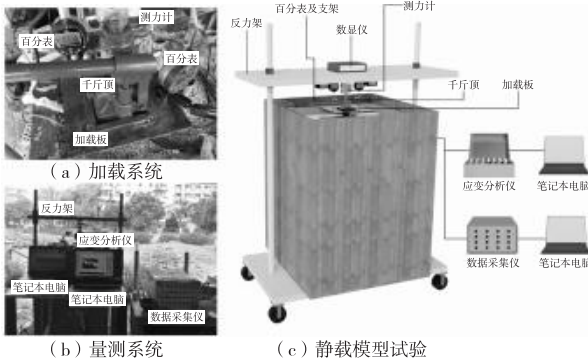 百分表
测力计
百分表
千斤顶
加载板
(a)加载系统
反力架
应变分析仪
笔记本电脑
笔记本电脑
数据采集仪
(b)量测系统
百分表及支架
测力计
反力架
数显仪
千斤顶
加载板
应变分析仪
笔记本电脑
数据采集仪
笔记本电脑
(c)静载模型试验